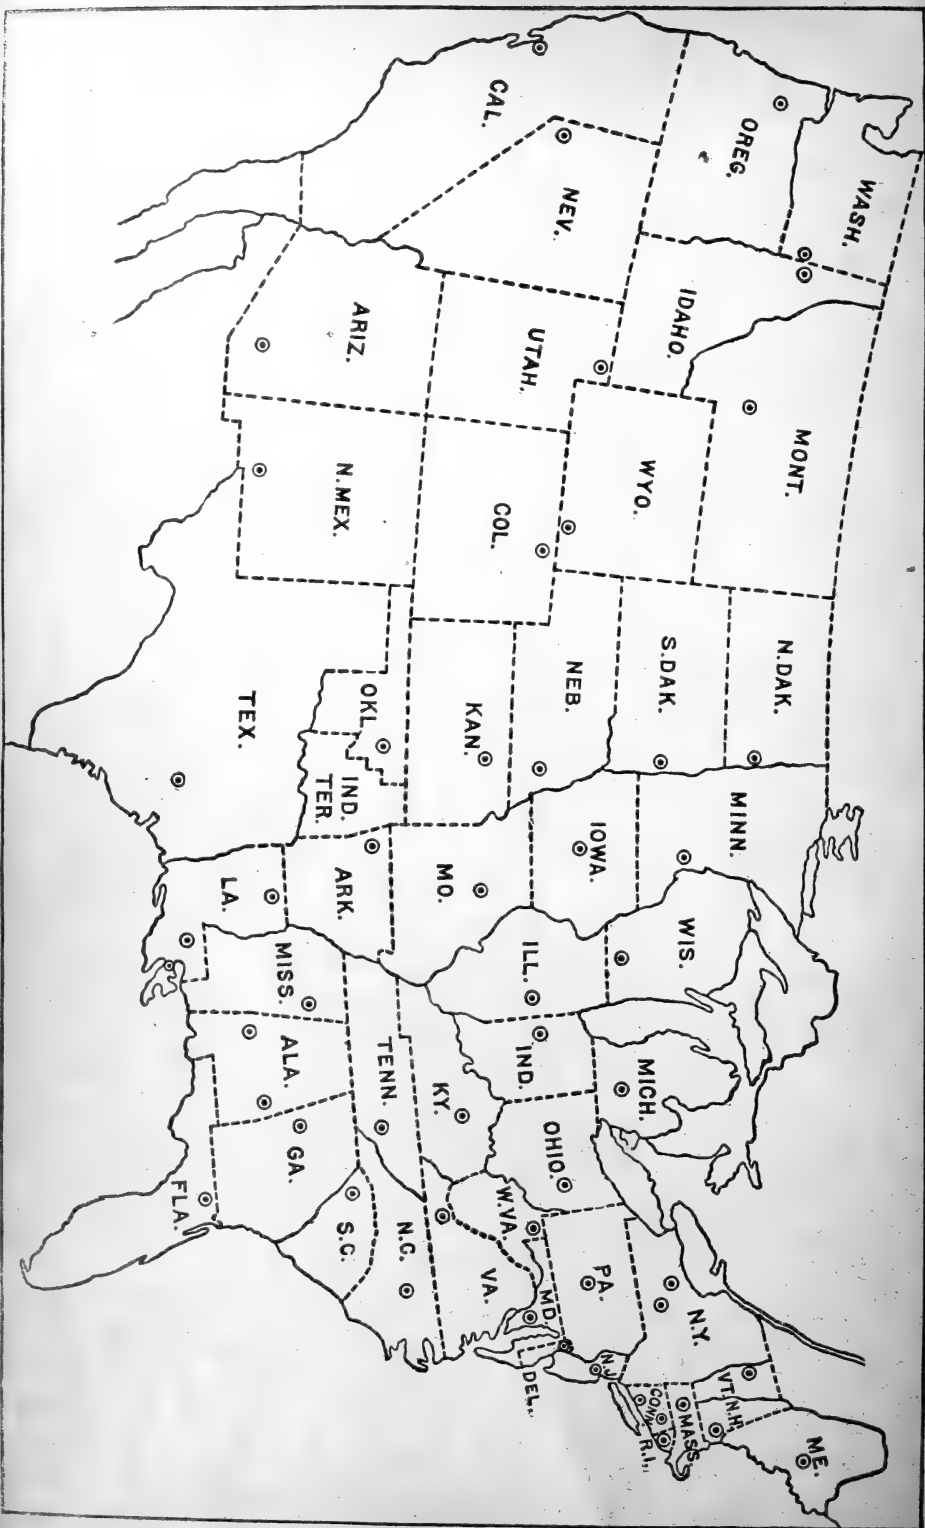 WASH.
OREG.
CAL.
NEV.
IDAHO.
MONT.
WYO.
UTAH.
ARIZ.
COL.
N.MEX.
N.DAK.
S.DAK.
NEB.
KAN.
OKL.
IND.
TER.
TEX.
MINN.
IOWA.
MO.
ARK.
LA.
WIS.
ILL.
MICH.
IND.
OHIO.
KY.
TENN.
MISS.
ALA.
GA.
FLA.
S.C.
N.C.
VA.
W.VA.
MD.
DEL.
PA.
N.J.
N.Y.
CONN.
R.I.
MASS.
VT.
N.H.
ME.